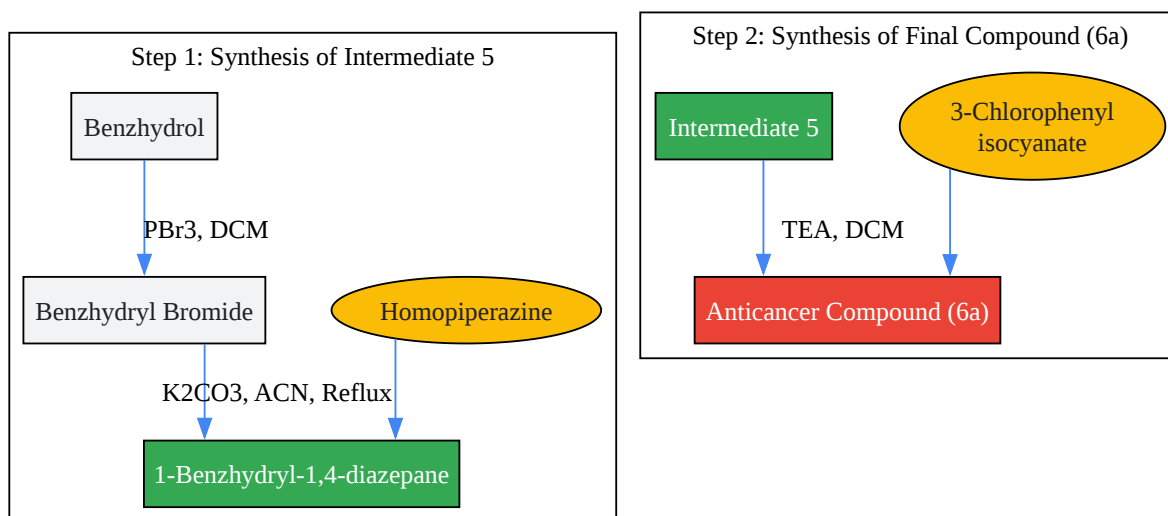 Step 1: Synthesis of Intermediate 5
Benzhydrol
PBr3, DCM
Benzhydryl Bromide
Homopiperazine
K2CO3, ACN, Reflux
1-Benzhydryl-1,4-diazepane
Step 2: Synthesis of Final Compound (6a)
Intermediate 5
3-Chlorophenyl
isocyanate
TEA, DCM
Anticancer Compound (6a)